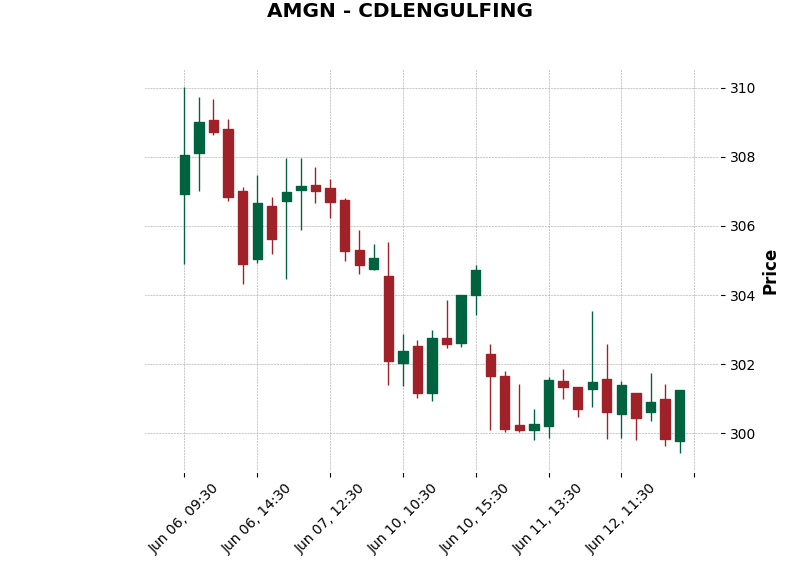 AMGN - CDLENGULFING
310
308
306
304
302
300
Price
Jun 06, 09:30
Jun 06, 14:30
Jun 07, 12:30
Jun 10, 10:30
Jun 10, 15:30
Jun 11, 13:30
Jun 12, 11:30